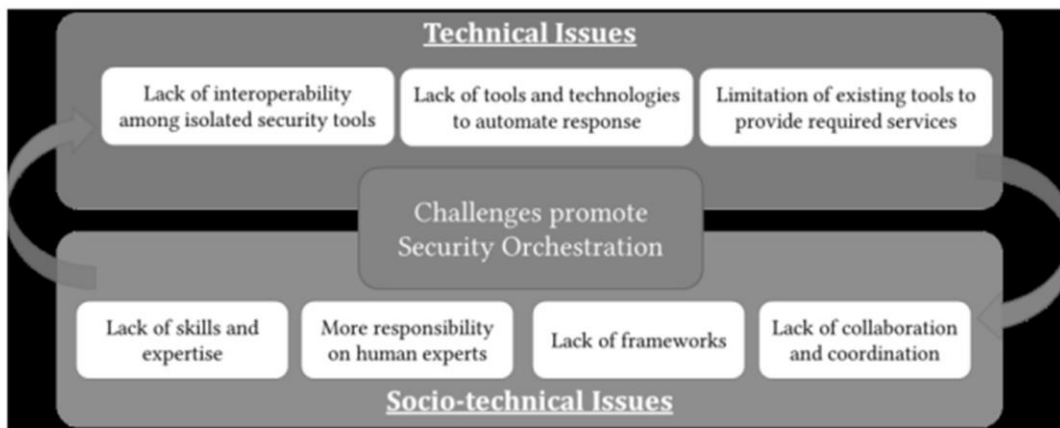 Technical Issues
Lack of interoperability
among isolated security tools
Lack of tools and technologies
to automate response
Limitation of existing tools to
provide required services
Challenges promote
Security Orchestration
Lack of skills and
expertise
More responsibility
on human experts
Lack of frameworks
Lack of collaboration
and coordination
Socio-technical Issues